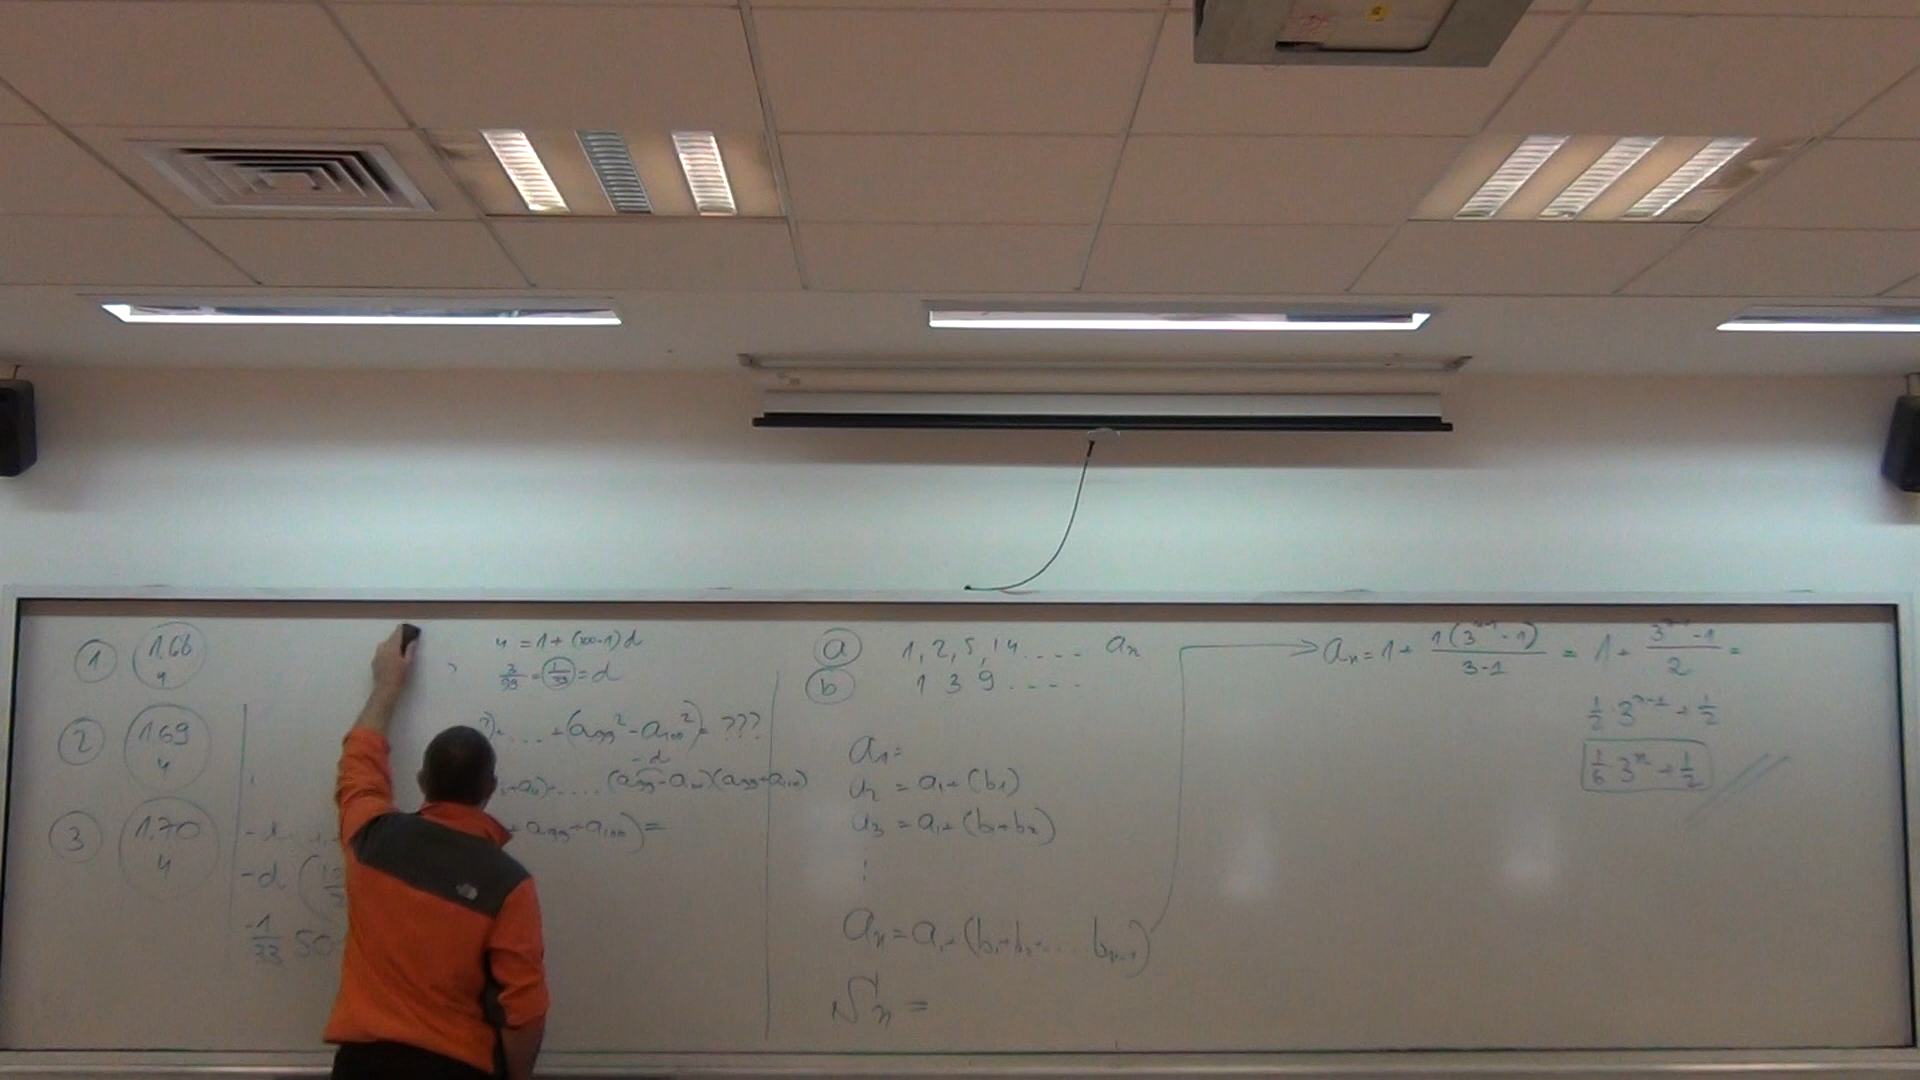 1 1.68
4
2 1.69
4
3 1.70
4
4 = 1 + (100-1)d
3/99 = 1/33 = d
... + (a₉₉² - a₁₀₀²) = ???
-d
.... (a₉₉ - a₁₀₀)(a₉₉ + a₁₀₀)
+ a₉₉ + a₁₀₀) =
-d (
-1/33 50
a 1, 2, 5, 14 .... aₙ
b 1 3 9 ....
a₁ =
a₂ = a₁ + (b₁)
a₃ = a₁ + (b₁ + b₂)
⋮
aₙ = a₁ + (b₁ + b₂ + ... bₙ₋₁)
Sₙ =
aₙ = 1 + 1(3ⁿ⁻¹ - 1)/(3-1) = 1 + (3ⁿ⁻¹ - 1)/2 =
1/2 · 3ⁿ⁻¹ + 1/2
1/6 · 3ⁿ + 1/2